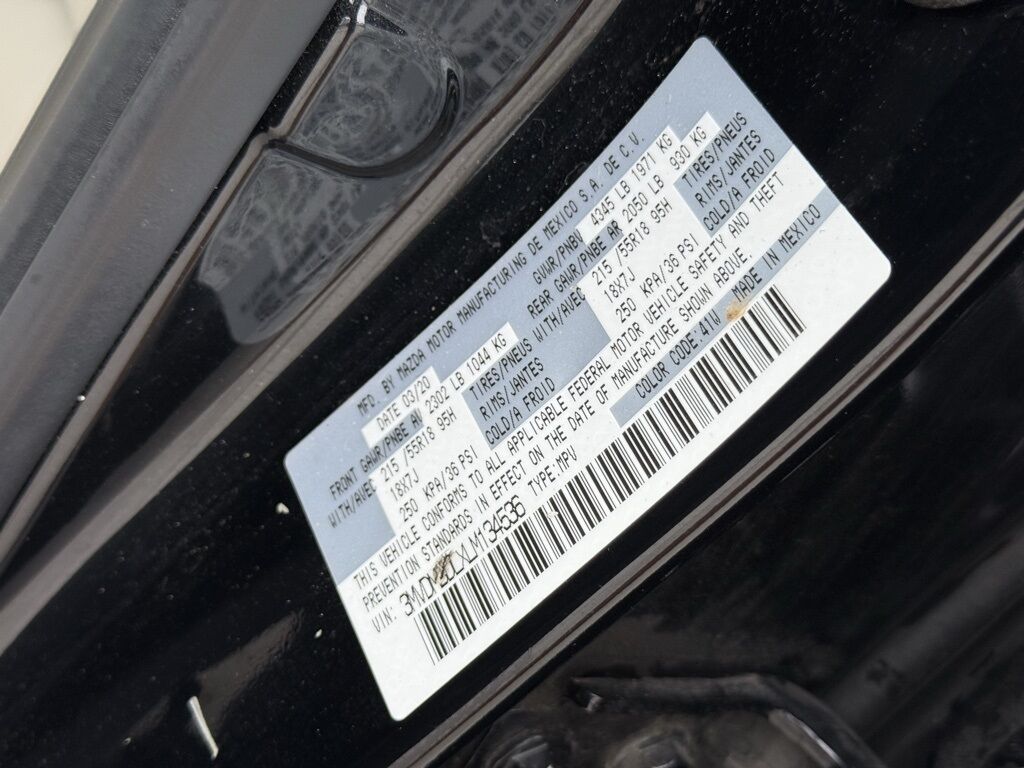 MFD. BY MAZDA MOTOR MANUFACTURING DE MEXICO S.A. DE C.V.
DATE 03/20 GVWR/PNBV 4345 LB 1971 KG
FRONT GAWR/PNBE AV 2302 LB 1044 KG REAR GAWR/PNBE AR 2050 LB 930 KG
WITH/AVEC 215 /55R18 95H TIRES/PNEUS WITH/AVEC 215 /55R18 95H TIRES/PNEUS
18X7J RIMS/JANTES 18X7J RIMS/JANTES
250 KPA/36 PSI COLD/A FROID 250 KPA/36 PSI COLD/A FROID
THIS VEHICLE CONFORMS TO ALL APPLICABLE FEDERAL MOTOR VEHICLE SAFETY AND THEFT
PREVENTION STANDARDS IN EFFECT ON THE DATE OF MANUFACTURE SHOWN ABOVE.
VIN: TYPE:MPV COLOR CODE:41W MADE IN MEXICO